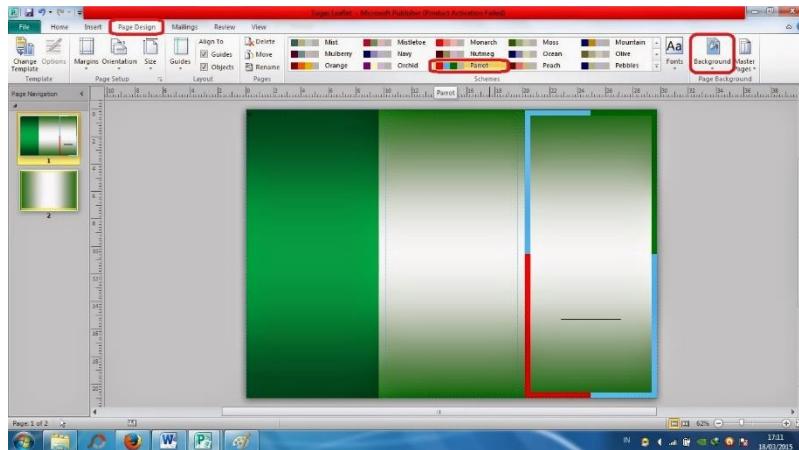 Tugas Leaflet - Microsoft Publisher (Product Activation Failed)
File Home Insert Page Design Mailings Review View
Change Template
Options
Margins Orientation Size
Guides
Align To
Guides
Objects
Delete
Move
Rename
Mist Mistletoe Monarch Moss Mountain
Mulberry Navy Nutmeg Ocean Olive
Orange Orchid Parrot Peach Pebbles
Aa
Fonts
Background
Master Pages
Template Page Setup Layout Pages Schemes Page Background
Page Navigation
Parrot
1
2
Page: 1 of 2
62%
IN
17:11
18/03/2015